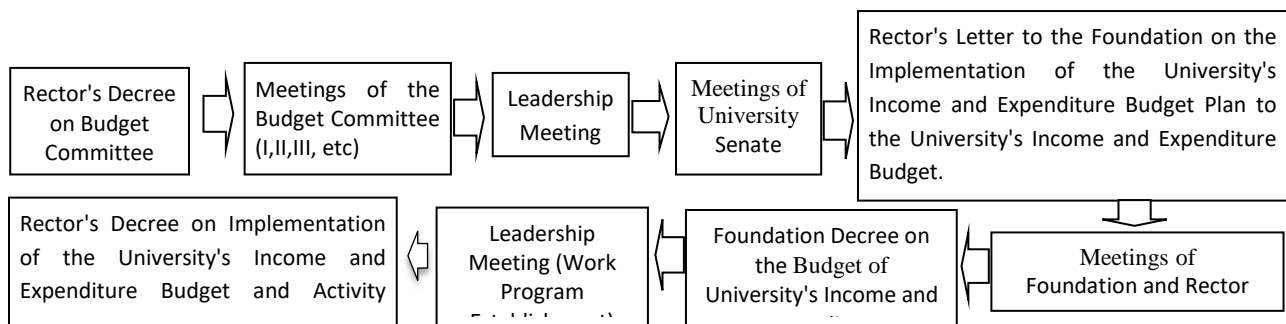 Rector's Decree
on Budget
Committee
Meetings of the
Budget Committee
(I,II,III, etc)
Leadership
Meeting
Meetings of
University
Senate
Rector's Letter to the Foundation on the
Implementation of the University's
Income and Expenditure Budget Plan to
the University's Income and Expenditure
Budget.
Meetings of
Foundation and Rector
Foundation Decree on
the Budget of
University's Income and
Leadership
Meeting (Work
Program
Rector's Decree on Implementation
of the University's Income and
Expenditure Budget and Activity